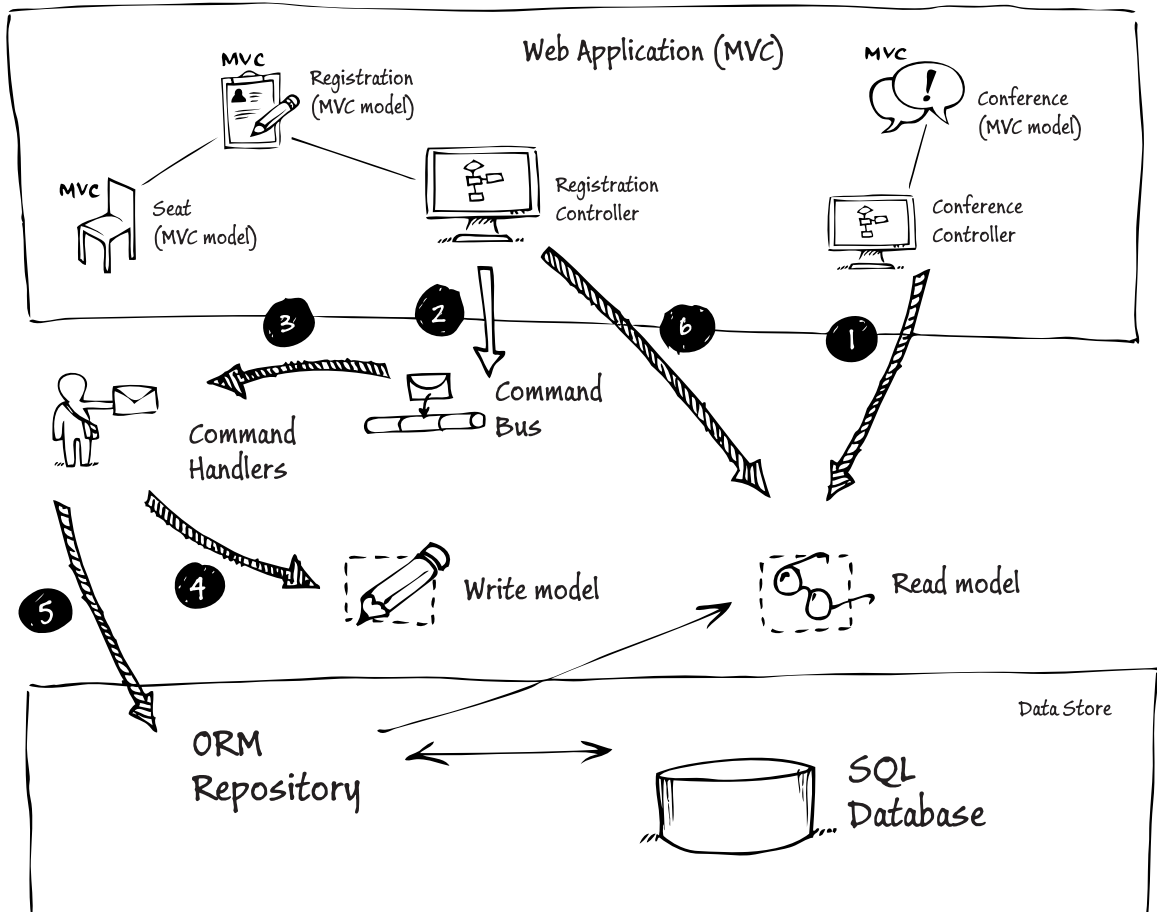 Web Application (MVC)
MVC
Registration
(MVC model)
MVC
Conference
(MVC model)
MVC
Seat
(MVC model)
Registration
Controller
Conference
Controller
3
2
6
1
Command
Bus
Command
Handlers
4
5
Write model
Read model
Data Store
ORM
Repository
SQL
Database